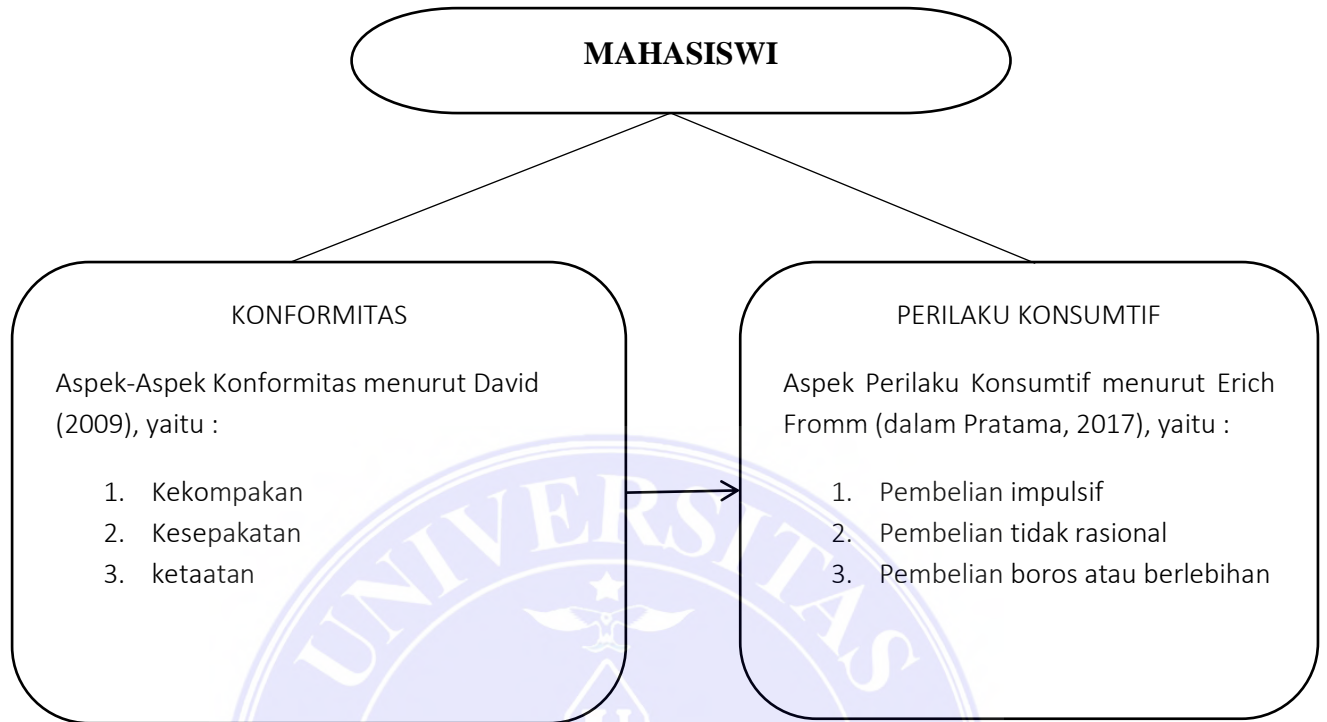 MAHASISWI
KONFORMITAS
Aspek-Aspek Konformitas menurut David
(2009), yaitu :
1. Kekompakan
2. Kesepakatan
3. ketaatan
PERILAKU KONSUMTIF
Aspek Perilaku Konsumtif menurut Erich
Fromm (dalam Pratama, 2017), yaitu :
1. Pembelian impulsif
2. Pembelian tidak rasional
3. Pembelian boros atau berlebihan
UNIVERSITAS